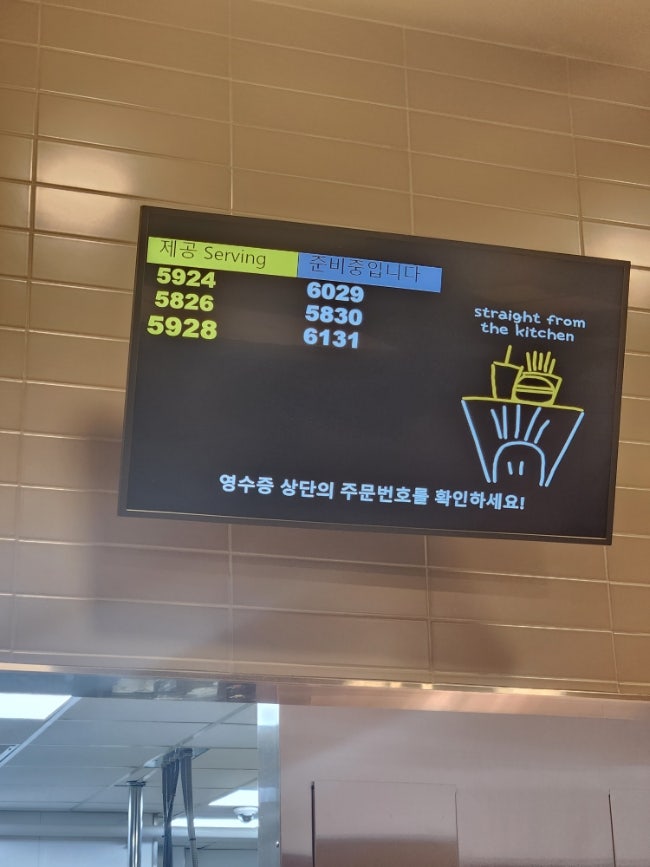 제공 Serving 준비중입니다
5924 6029
5826 5830
5928 6131
straight from
the kitchen
영수증 상단의 주문번호를 확인하세요!